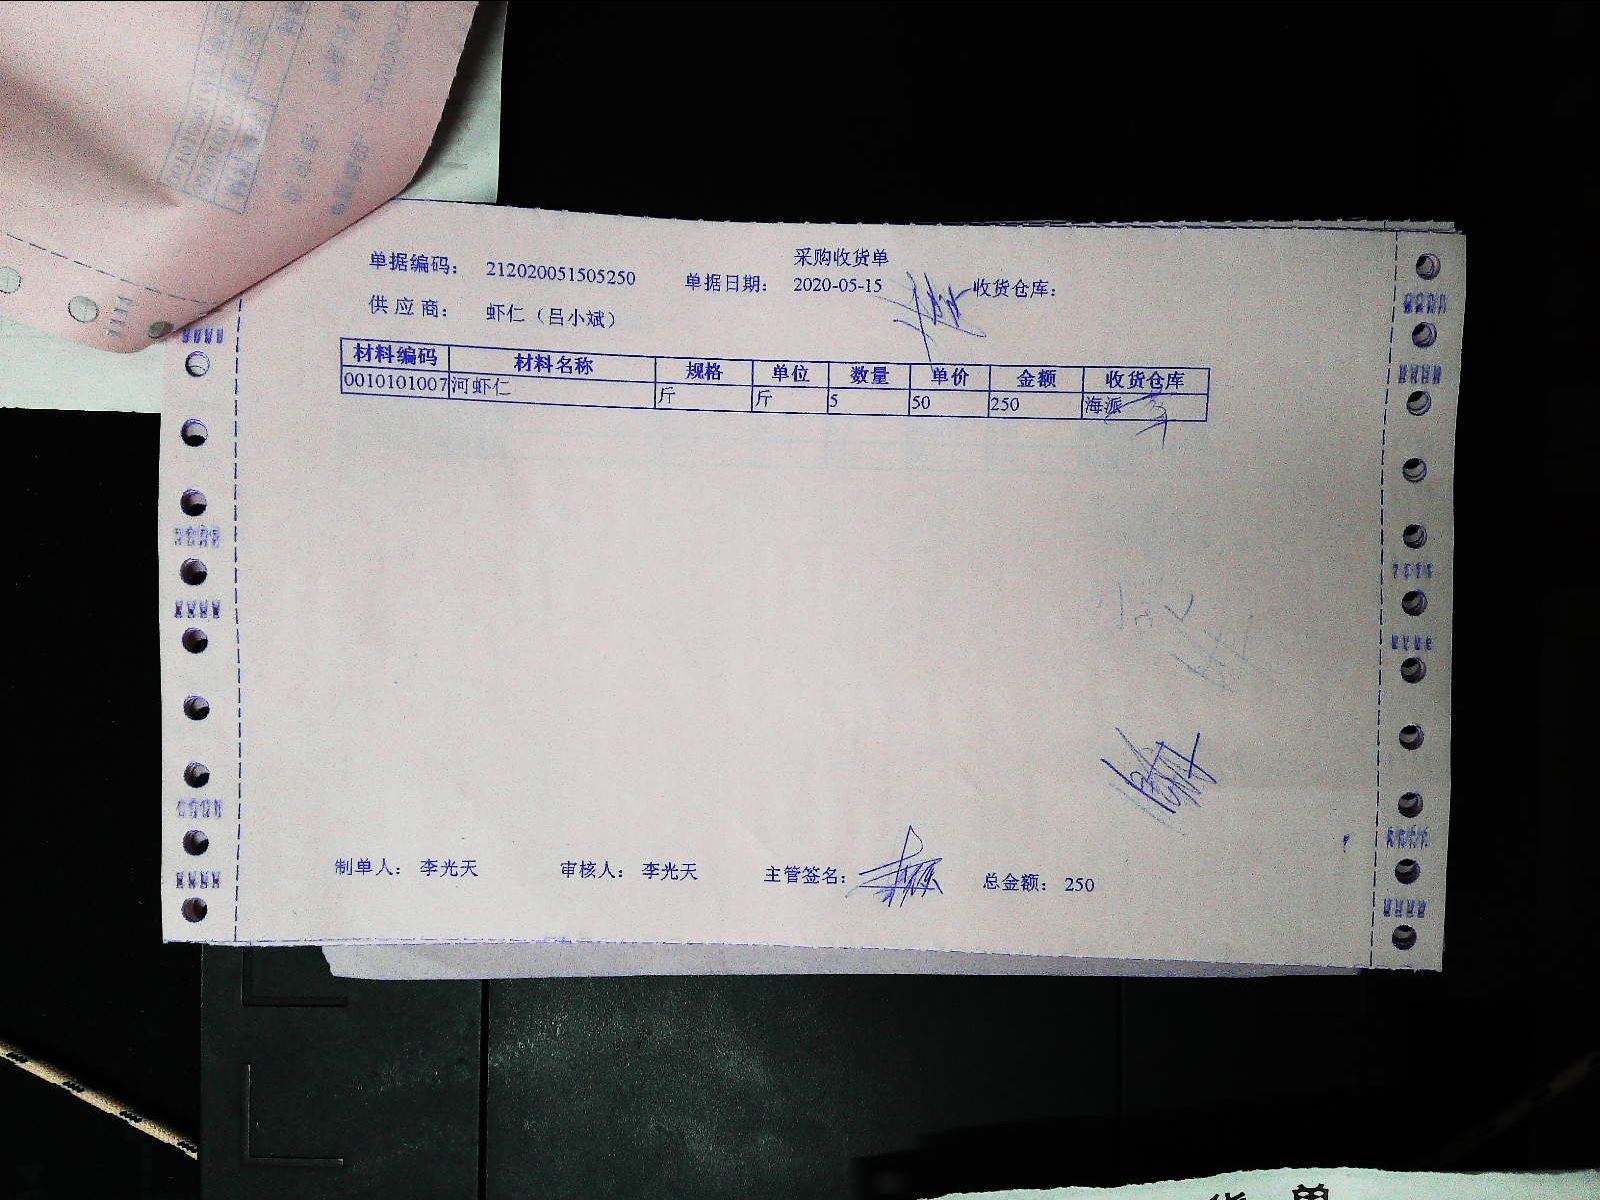 采购收货单
单据编码： 212020051505250 单据日期： 2020-05-15 收货仓库：
供 应 商： 虾仁（吕小斌）
材料编码 材料名称 规格 单位 数量 单价 金额 收货仓库
0010101007 河虾仁 斤 斤 5 50 250 海派
制单人： 李光天 审核人： 李光天 主管签名： 总金额： 250
货 单